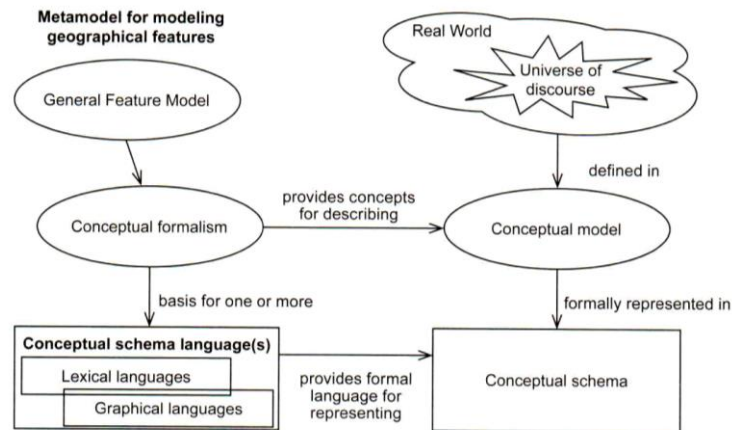 Metamodel for modeling
geographical features
Real World
Universe of
discourse
General Feature Model
defined in
provides concepts
for describing
Conceptual formalism
Conceptual model
basis for one or more
formally represented in
Conceptual schema language(s)
Lexical languages
Graphical languages
provides formal
language for
representing
Conceptual schema